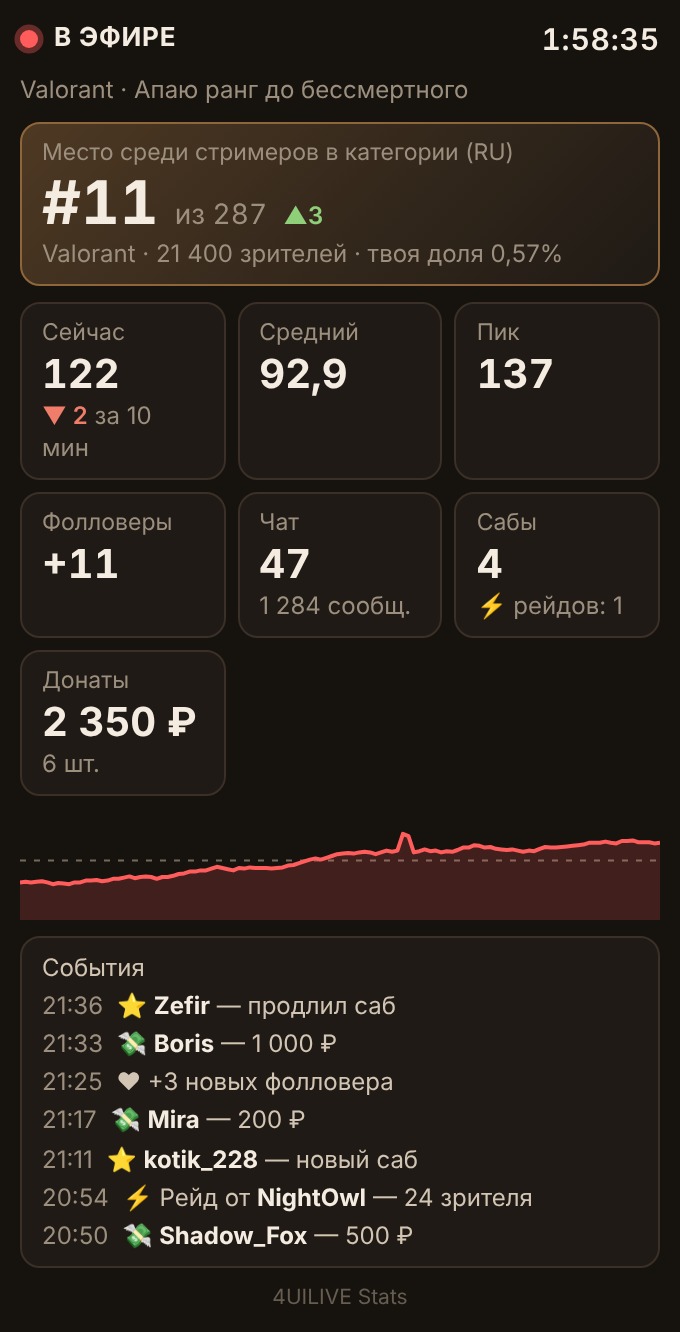 В ЭФИРЕ 1:58:35
Valorant · Апаю ранг до бессмертного
Место среди стримеров в категории (RU)
#11 из 287 ▲3
Valorant · 21 400 зрителей · твоя доля 0,57%
Сейчас
122
▼ 2 за 10
мин
Средний
92,9
Пик
137
Фолловеры
+11
Чат
47
1 284 сообщ.
Сабы
4
⚡ рейдов: 1
Донаты
2 350 ₽
6 шт.
События
21:36 ⭐ Zefir — продлил саб
21:33 💸 Boris — 1 000 ₽
21:25 ♥ +3 новых фолловера
21:17 💸 Mira — 200 ₽
21:11 ⭐ kotik_228 — новый саб
20:54 ⚡ Рейд от NightOwl — 24 зрителя
20:50 💸 Shadow_Fox — 500 ₽
4UILIVE Stats